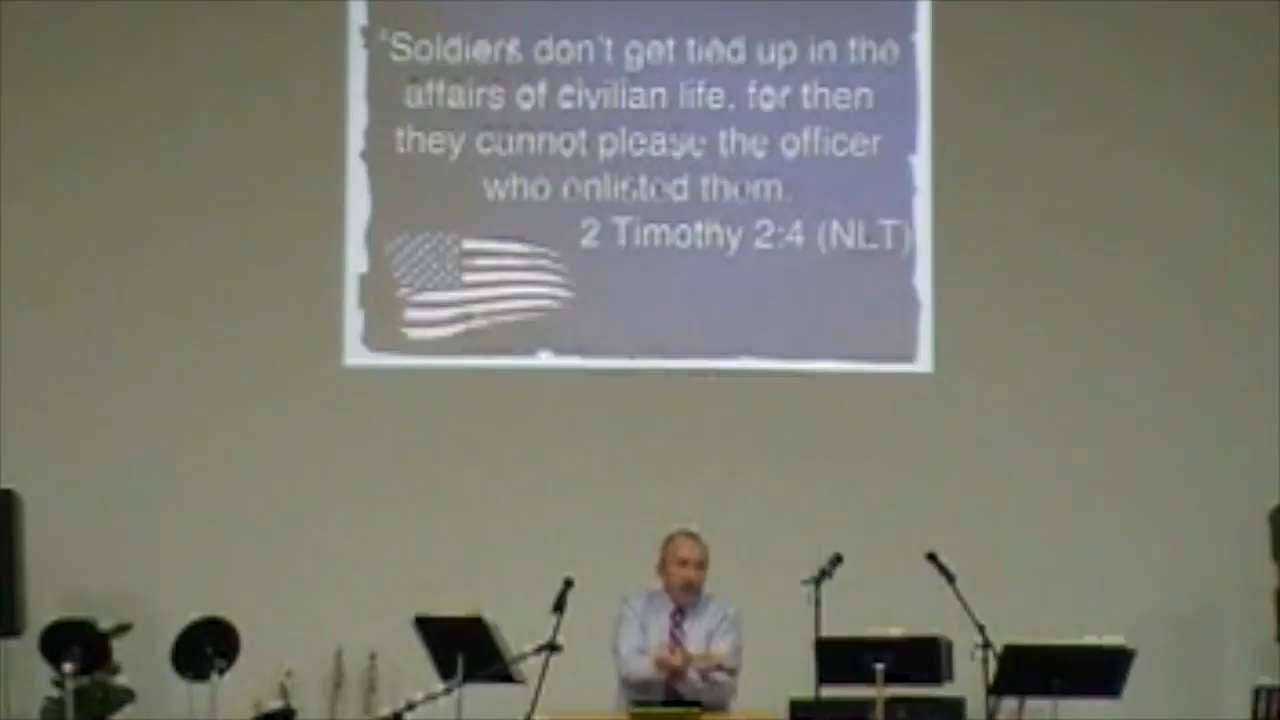 "Soldiers don't get tied up in the
affairs of civilian life, for then
they cannot please the officer
who enlisted them.
2 Timothy 2:4 (NLT)